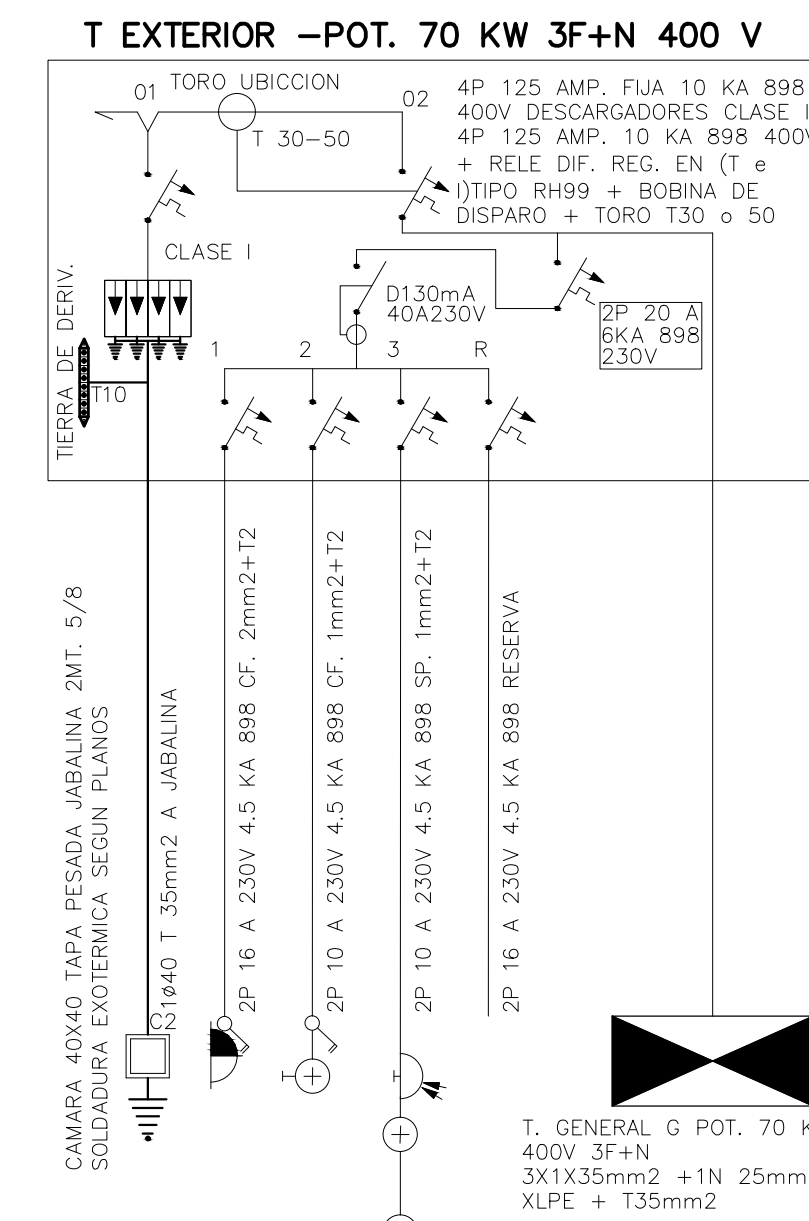 T EXTERIOR –POT. 70 KW 3F+N 400 V
01
TORO UBICCION
02
T 30–50
4P 125 AMP. FIJA 10 KA 898
400V DESCARGADORES CLASE I
4P 125 AMP. 10 KA 898 400V
+ RELE DIF. REG. EN (T e
I)TIPO RH99 + BOBINA DE
DISPARO + TORO T30 o 50
CLASE I
TIERRA DE DERIV.
T10
D130mA
40A230V
2P 20 A
6KA 898
230V
1
2
3
R
CAMARA 40X40 TAPA PESADA JABALINA 2MT. 5/8
SOLDADURA EXOTERMICA SEGUN PLANOS
1ø40 T 35mm2 A JABALINA
C2
2P 16 A 230V 4.5 KA 898 CF. 2mm2+T2
2P 10 A 230V 4.5 KA 898 CF. 1mm2+T2
2P 10 A 230V 4.5 KA 898 SP. 1mm2+T2
2P 16 A 230V 4.5 KA 898 RESERVA
T. GENERAL G POT. 70 K
400V 3F+N
3X1X35mm2 +1N 25mm
XLPE + T35mm2